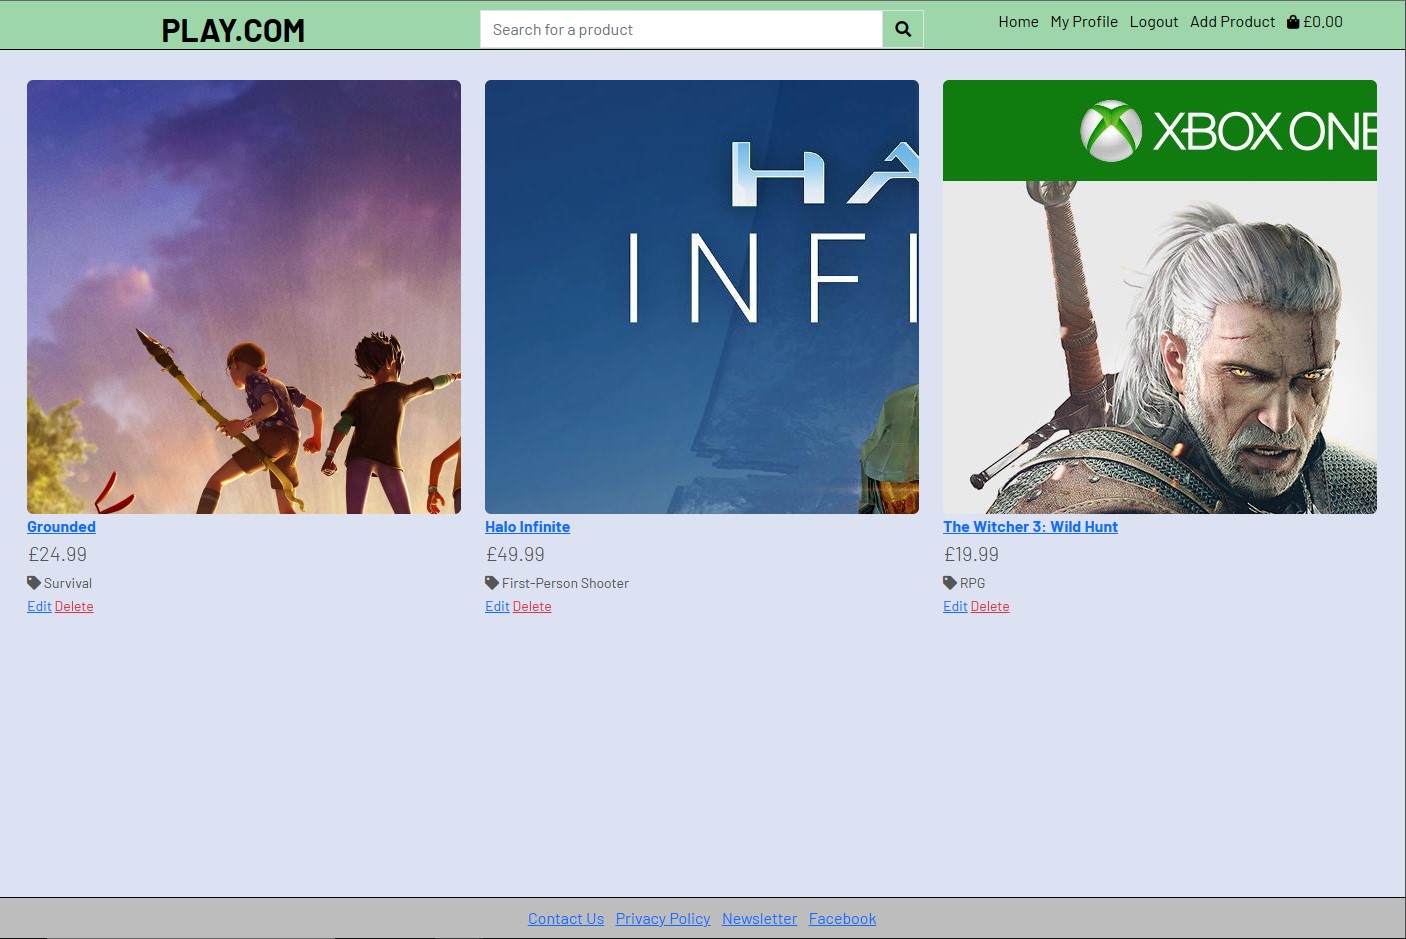 PLAY.COM
Search for a product
Home My Profile Logout Add Product £0.00
HA
INFI
XBOX ONE
Grounded
£24.99
Survival
Edit Delete
Halo Infinite
£49.99
First-Person Shooter
Edit Delete
The Witcher 3: Wild Hunt
£19.99
RPG
Edit Delete
Contact Us Privacy Policy Newsletter Facebook